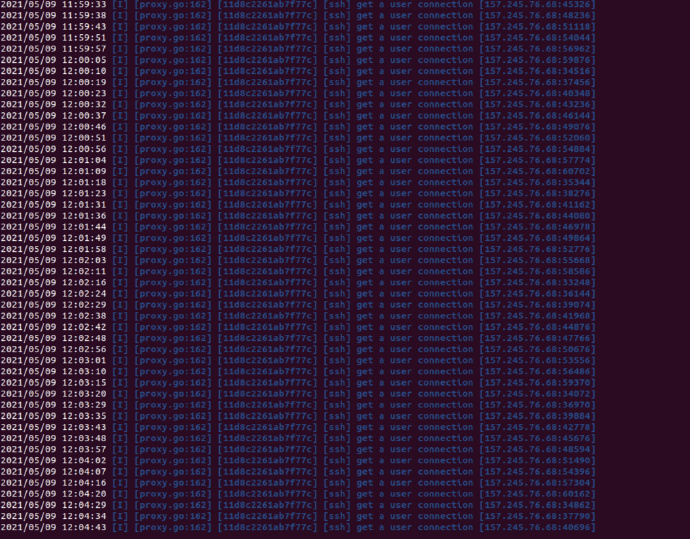 2021/05/09 11:59:33 [I] [proxy.go:162] [11d8c2261ab7f77c] [ssh] get a user connection [157.245.76.68:45326]
2021/05/09 11:59:38 [I] [proxy.go:162] [11d8c2261ab7f77c] [ssh] get a user connection [157.245.76.68:48236]
2021/05/09 11:59:43 [I] [proxy.go:162] [11d8c2261ab7f77c] [ssh] get a user connection [157.245.76.68:51118]
2021/05/09 11:59:51 [I] [proxy.go:162] [11d8c2261ab7f77c] [ssh] get a user connection [157.245.76.68:54044]
2021/05/09 11:59:57 [I] [proxy.go:162] [11d8c2261ab7f77c] [ssh] get a user connection [157.245.76.68:56962]
2021/05/09 12:00:05 [I] [proxy.go:162] [11d8c2261ab7f77c] [ssh] get a user connection [157.245.76.68:59876]
2021/05/09 12:00:10 [I] [proxy.go:162] [11d8c2261ab7f77c] [ssh] get a user connection [157.245.76.68:34516]
2021/05/09 12:00:19 [I] [proxy.go:162] [11d8c2261ab7f77c] [ssh] get a user connection [157.245.76.68:37456]
2021/05/09 12:00:23 [I] [proxy.go:162] [11d8c2261ab7f77c] [ssh] get a user connection [157.245.76.68:40348]
2021/05/09 12:00:32 [I] [proxy.go:162] [11d8c2261ab7f77c] [ssh] get a user connection [157.245.76.68:43236]
2021/05/09 12:00:37 [I] [proxy.go:162] [11d8c2261ab7f77c] [ssh] get a user connection [157.245.76.68:46144]
2021/05/09 12:00:46 [I] [proxy.go:162] [11d8c2261ab7f77c] [ssh] get a user connection [157.245.76.68:49076]
2021/05/09 12:00:51 [I] [proxy.go:162] [11d8c2261ab7f77c] [ssh] get a user connection [157.245.76.68:52060]
2021/05/09 12:00:56 [I] [proxy.go:162] [11d8c2261ab7f77c] [ssh] get a user connection [157.245.76.68:54884]
2021/05/09 12:01:04 [I] [proxy.go:162] [11d8c2261ab7f77c] [ssh] get a user connection [157.245.76.68:57774]
2021/05/09 12:01:09 [I] [proxy.go:162] [11d8c2261ab7f77c] [ssh] get a user connection [157.245.76.68:60702]
2021/05/09 12:01:18 [I] [proxy.go:162] [11d8c2261ab7f77c] [ssh] get a user connection [157.245.76.68:35344]
2021/05/09 12:01:23 [I] [proxy.go:162] [11d8c2261ab7f77c] [ssh] get a user connection [157.245.76.68:38276]
2021/05/09 12:01:31 [I] [proxy.go:162] [11d8c2261ab7f77c] [ssh] get a user connection [157.245.76.68:41162]
2021/05/09 12:01:36 [I] [proxy.go:162] [11d8c2261ab7f77c] [ssh] get a user connection [157.245.76.68:44080]
2021/05/09 12:01:44 [I] [proxy.go:162] [11d8c2261ab7f77c] [ssh] get a user connection [157.245.76.68:46978]
2021/05/09 12:01:49 [I] [proxy.go:162] [11d8c2261ab7f77c] [ssh] get a user connection [157.245.76.68:49864]
2021/05/09 12:01:58 [I] [proxy.go:162] [11d8c2261ab7f77c] [ssh] get a user connection [157.245.76.68:52776]
2021/05/09 12:02:03 [I] [proxy.go:162] [11d8c2261ab7f77c] [ssh] get a user connection [157.245.76.68:55668]
2021/05/09 12:02:11 [I] [proxy.go:162] [11d8c2261ab7f77c] [ssh] get a user connection [157.245.76.68:58586]
2021/05/09 12:02:16 [I] [proxy.go:162] [11d8c2261ab7f77c] [ssh] get a user connection [157.245.76.68:33248]
2021/05/09 12:02:24 [I] [proxy.go:162] [11d8c2261ab7f77c] [ssh] get a user connection [157.245.76.68:36144]
2021/05/09 12:02:29 [I] [proxy.go:162] [11d8c2261ab7f77c] [ssh] get a user connection [157.245.76.68:39074]
2021/05/09 12:02:38 [I] [proxy.go:162] [11d8c2261ab7f77c] [ssh] get a user connection [157.245.76.68:41960]
2021/05/09 12:02:42 [I] [proxy.go:162] [11d8c2261ab7f77c] [ssh] get a user connection [157.245.76.68:44876]
2021/05/09 12:02:48 [I] [proxy.go:162] [11d8c2261ab7f77c] [ssh] get a user connection [157.245.76.68:47766]
2021/05/09 12:02:56 [I] [proxy.go:162] [11d8c2261ab7f77c] [ssh] get a user connection [157.245.76.68:50676]
2021/05/09 12:03:01 [I] [proxy.go:162] [11d8c2261ab7f77c] [ssh] get a user connection [157.245.76.68:53556]
2021/05/09 12:03:10 [I] [proxy.go:162] [11d8c2261ab7f77c] [ssh] get a user connection [157.245.76.68:56486]
2021/05/09 12:03:15 [I] [proxy.go:162] [11d8c2261ab7f77c] [ssh] get a user connection [157.245.76.68:59370]
2021/05/09 12:03:20 [I] [proxy.go:162] [11d8c2261ab7f77c] [ssh] get a user connection [157.245.76.68:34072]
2021/05/09 12:03:29 [I] [proxy.go:162] [11d8c2261ab7f77c] [ssh] get a user connection [157.245.76.68:36970]
2021/05/09 12:03:35 [I] [proxy.go:162] [11d8c2261ab7f77c] [ssh] get a user connection [157.245.76.68:39884]
2021/05/09 12:03:43 [I] [proxy.go:162] [11d8c2261ab7f77c] [ssh] get a user connection [157.245.76.68:42778]
2021/05/09 12:03:48 [I] [proxy.go:162] [11d8c2261ab7f77c] [ssh] get a user connection [157.245.76.68:45676]
2021/05/09 12:03:57 [I] [proxy.go:162] [11d8c2261ab7f77c] [ssh] get a user connection [157.245.76.68:48594]
2021/05/09 12:04:02 [I] [proxy.go:162] [11d8c2261ab7f77c] [ssh] get a user connection [157.245.76.68:51490]
2021/05/09 12:04:07 [I] [proxy.go:162] [11d8c2261ab7f77c] [ssh] get a user connection [157.245.76.68:54396]
2021/05/09 12:04:16 [I] [proxy.go:162] [11d8c2261ab7f77c] [ssh] get a user connection [157.245.76.68:57304]
2021/05/09 12:04:20 [I] [proxy.go:162] [11d8c2261ab7f77c] [ssh] get a user connection [157.245.76.68:60162]
2021/05/09 12:04:29 [I] [proxy.go:162] [11d8c2261ab7f77c] [ssh] get a user connection [157.245.76.68:34862]
2021/05/09 12:04:34 [I] [proxy.go:162] [11d8c2261ab7f77c] [ssh] get a user connection [157.245.76.68:37790]
2021/05/09 12:04:43 [I] [proxy.go:162] [11d8c2261ab7f77c] [ssh] get a user connection [157.245.76.68:40696]